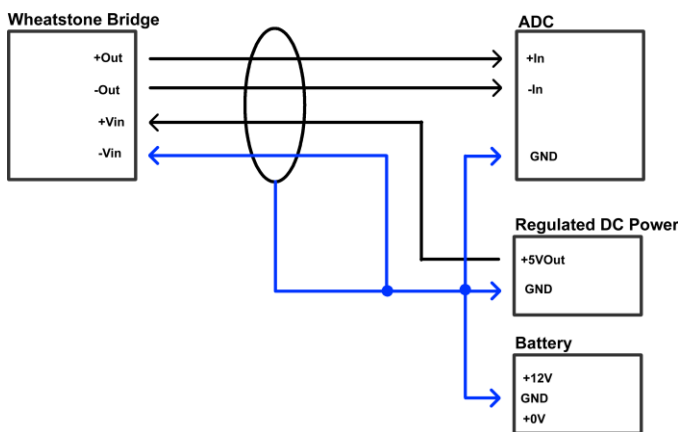 Wheatstone Bridge
+Out
-Out
+Vin
-Vin
ADC
+In
-In
GND
Regulated DC Power
+5VOut
GND
Battery
+12V
GND
+0V